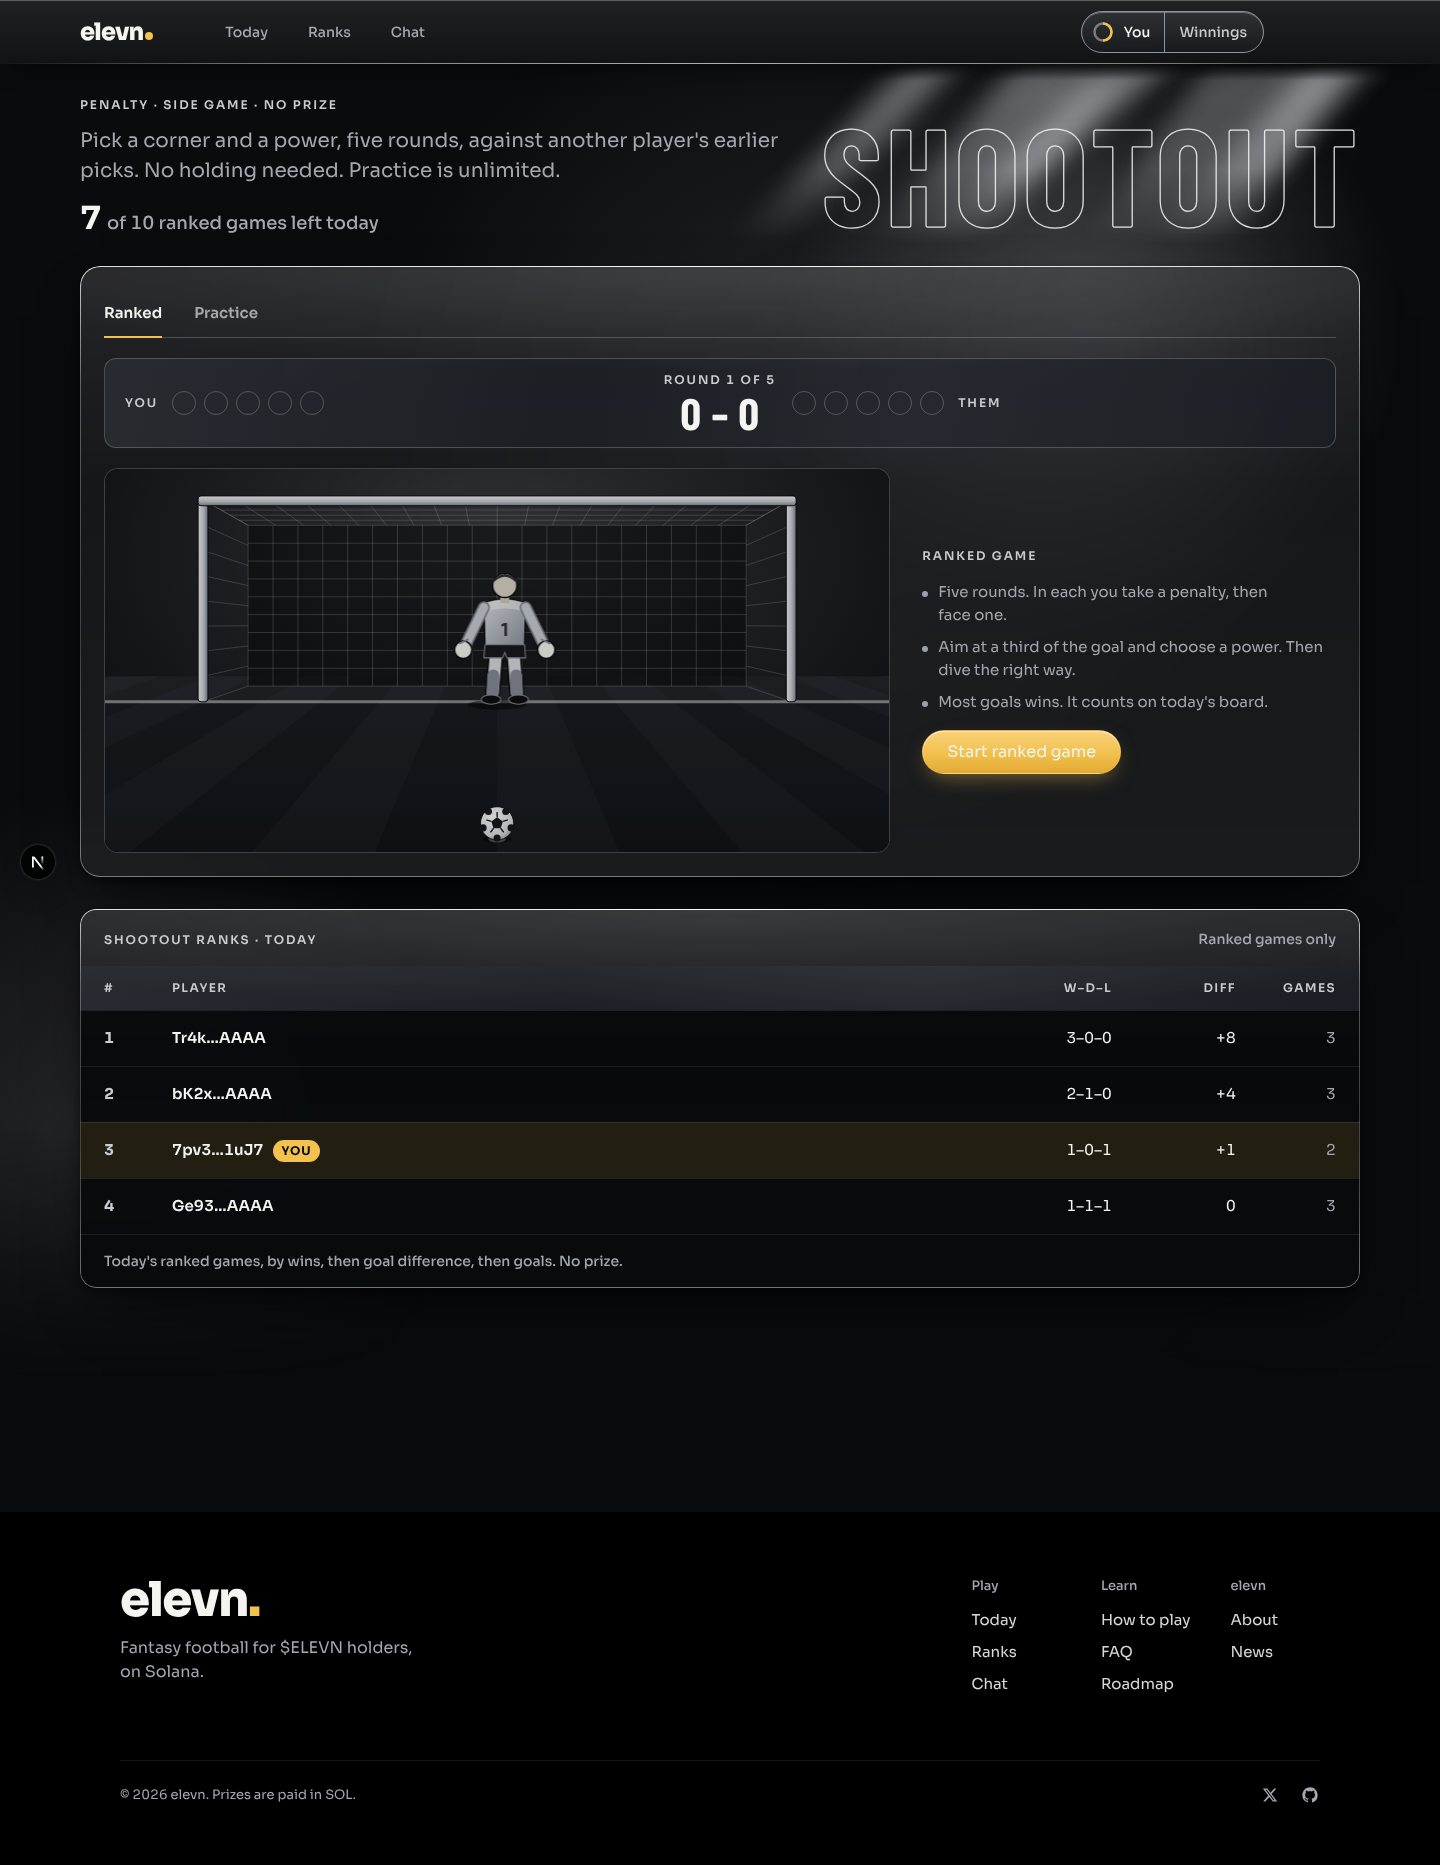 elevn.
Today
Ranks
Chat
You
Winnings
PENALTY · SIDE GAME · NO PRIZE
Pick a corner and a power, five rounds, against another player's earlier
picks. No holding needed. Practice is unlimited.
7 of 10 ranked games left today
SHOOTOUT
Ranked
Practice
YOU
ROUND 1 OF 5
0 - 0
THEM
1
RANKED GAME
Five rounds. In each you take a penalty, then
face one.
Aim at a third of the goal and choose a power. Then
dive the right way.
Most goals wins. It counts on today's board.
Start ranked game
N
SHOOTOUT RANKS · TODAY
Ranked games only
# PLAYER W–D–L DIFF GAMES
1 Tr4k…AAAA 3–0–0 +8 3
2 bK2x…AAAA 2–1–0 +4 3
3 7pv3…1uJ7 YOU 1–0–1 +1 2
4 Ge93…AAAA 1–1–1 0 3
Today's ranked games, by wins, then goal difference, then goals. No prize.
elevn.
Fantasy football for $ELEVN holders,
on Solana.
Play
Today
Ranks
Chat
Learn
How to play
FAQ
Roadmap
elevn
About
News
© 2026 elevn. Prizes are paid in SOL.